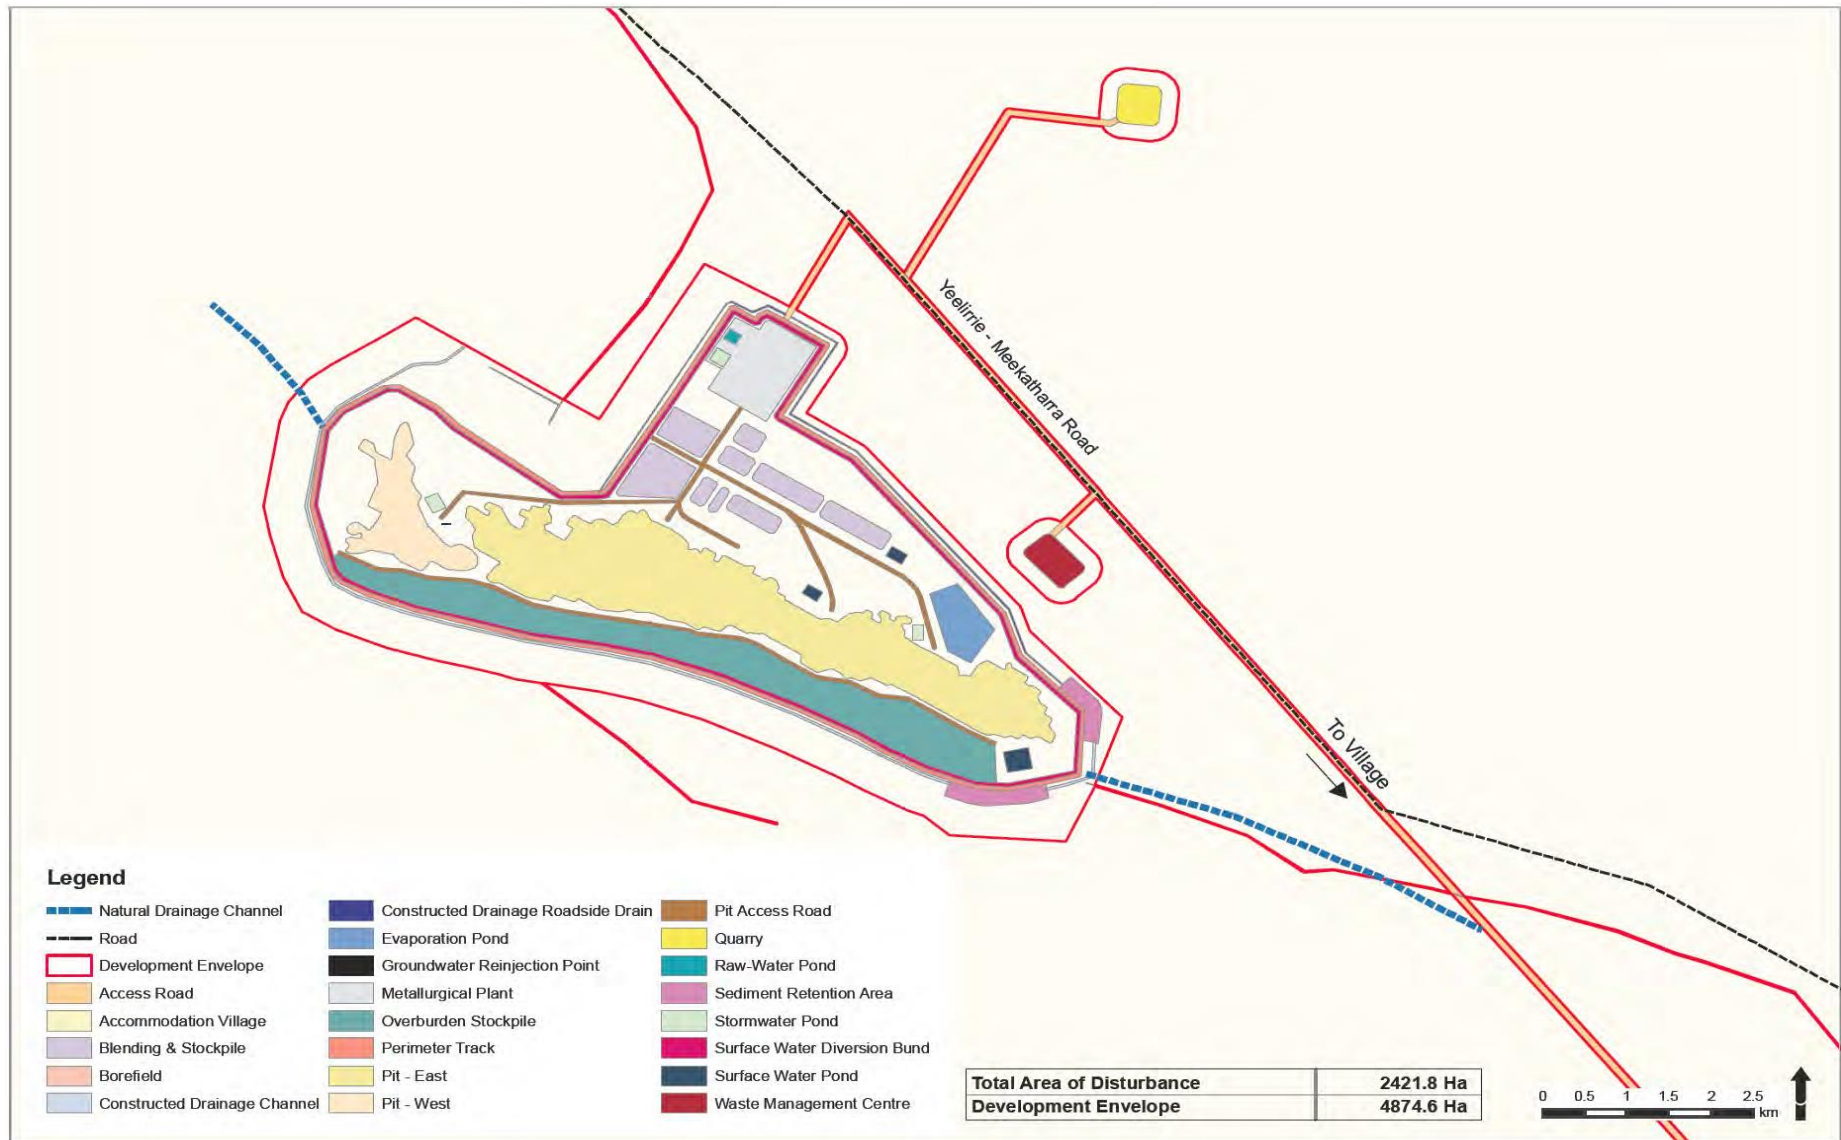 Yeelirrie - Meekatharra Road
To Village
Legend
Natural Drainage Channel
Road
Development Envelope
Access Road
Accommodation Village
Blending & Stockpile
Borefield
Constructed Drainage Channel
Constructed Drainage Roadside Drain
Evaporation Pond
Groundwater Reinjection Point
Metallurgical Plant
Overburden Stockpile
Perimeter Track
Pit - East
Pit - West
Pit Access Road
Quarry
Raw-Water Pond
Sediment Retention Area
Stormwater Pond
Surface Water Diversion Bund
Surface Water Pond
Waste Management Centre
Total Area of Disturbance 2421.8 Ha
Development Envelope 4874.6 Ha
0 0.5 1 1.5 2 2.5
km